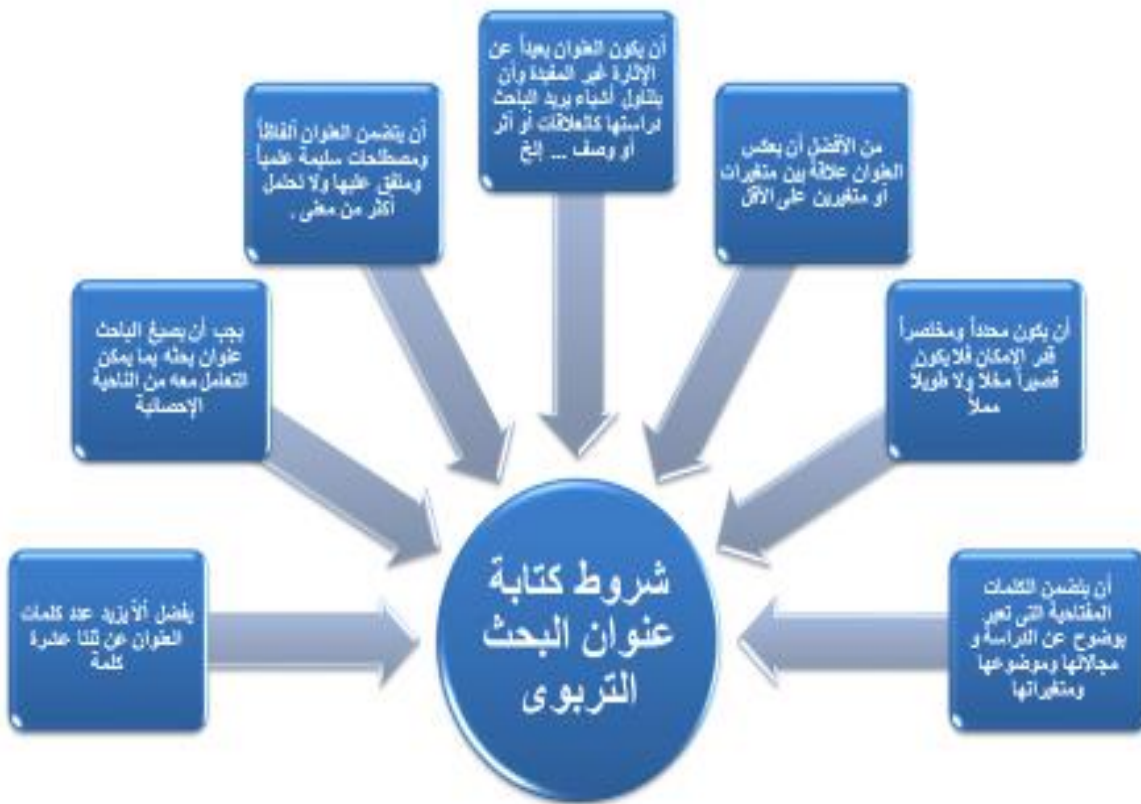 شروط كتابة
عنوان البحث
التربوى
أن يتضمن الكلمات
المفتاحية التى تعبر
بوضوح عن الدراسة و
مجالاتها وموضوعها
ومتغيراتها
أن يكون محدداً ومختصراً
قدر الإمكان فلا يكون
قصيراً مخلا ولا طويلا
مملاً
من الأفضل أن يعكس
العنوان علاقة بين متغيرات
أو متغيرين على الأقل
أن يكون العنوان بعيداً عن
الإثارة غير المفيدة وأن
يتناول أشياء يريد الباحث
دراستها كالعلاقات أو أثر
أو وصف ... إلخ
أن يتضمن العنوان ألفاظاً
ومصطلحات سليمة علمياً
ومتفق عليها ولا تحتمل
أكثر من معنى .
يجب أن يصيغ الباحث
عنوان بحثه بما يمكن
التعامل معه من الناحية
الإحصائية
يفضل ألا يزيد عدد كلمات
العنوان عن ثنتا عشرة
كلمة